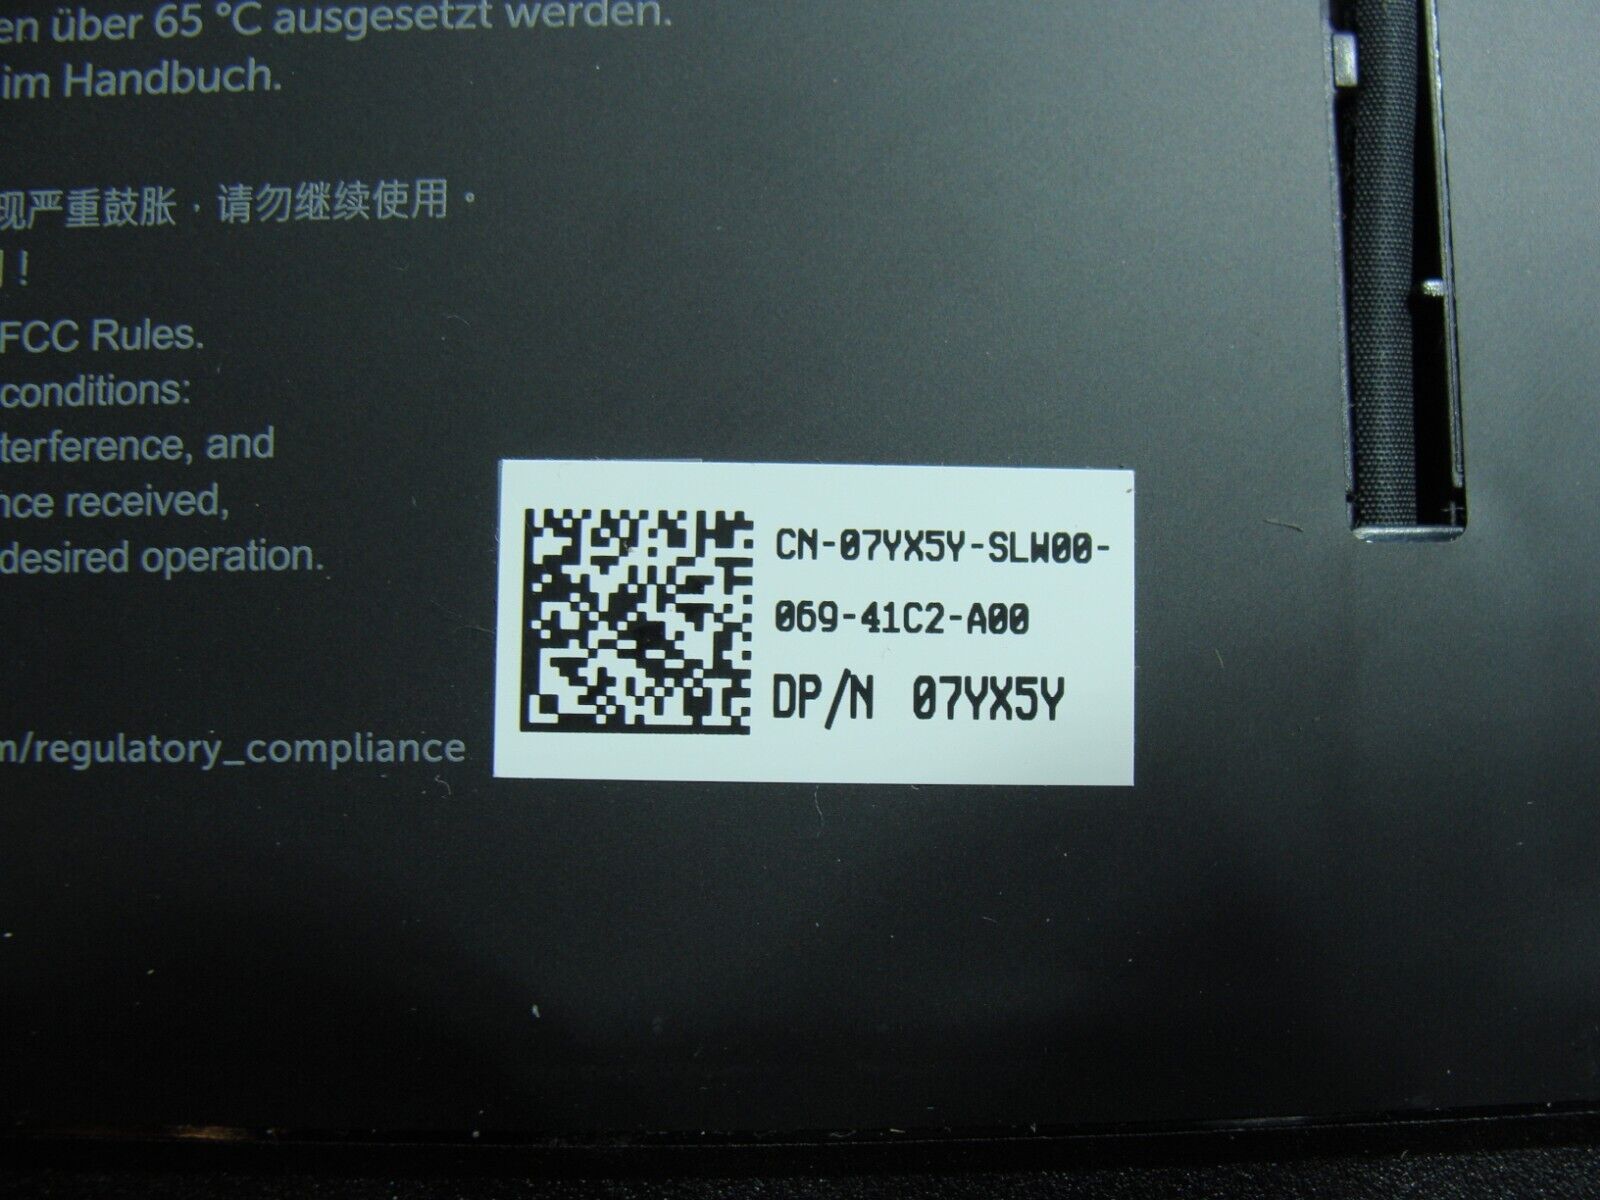 en über 65 °C ausgesetzt werden.
im Handbuch.
现严重鼓胀，请勿继续使用。
!
FCC Rules.
conditions:
terference, and
nce received,
desired operation.
m/regulatory_compliance
CN-07YX5Y-SLW00-
069-41C2-A00
DP/N 07YX5Y